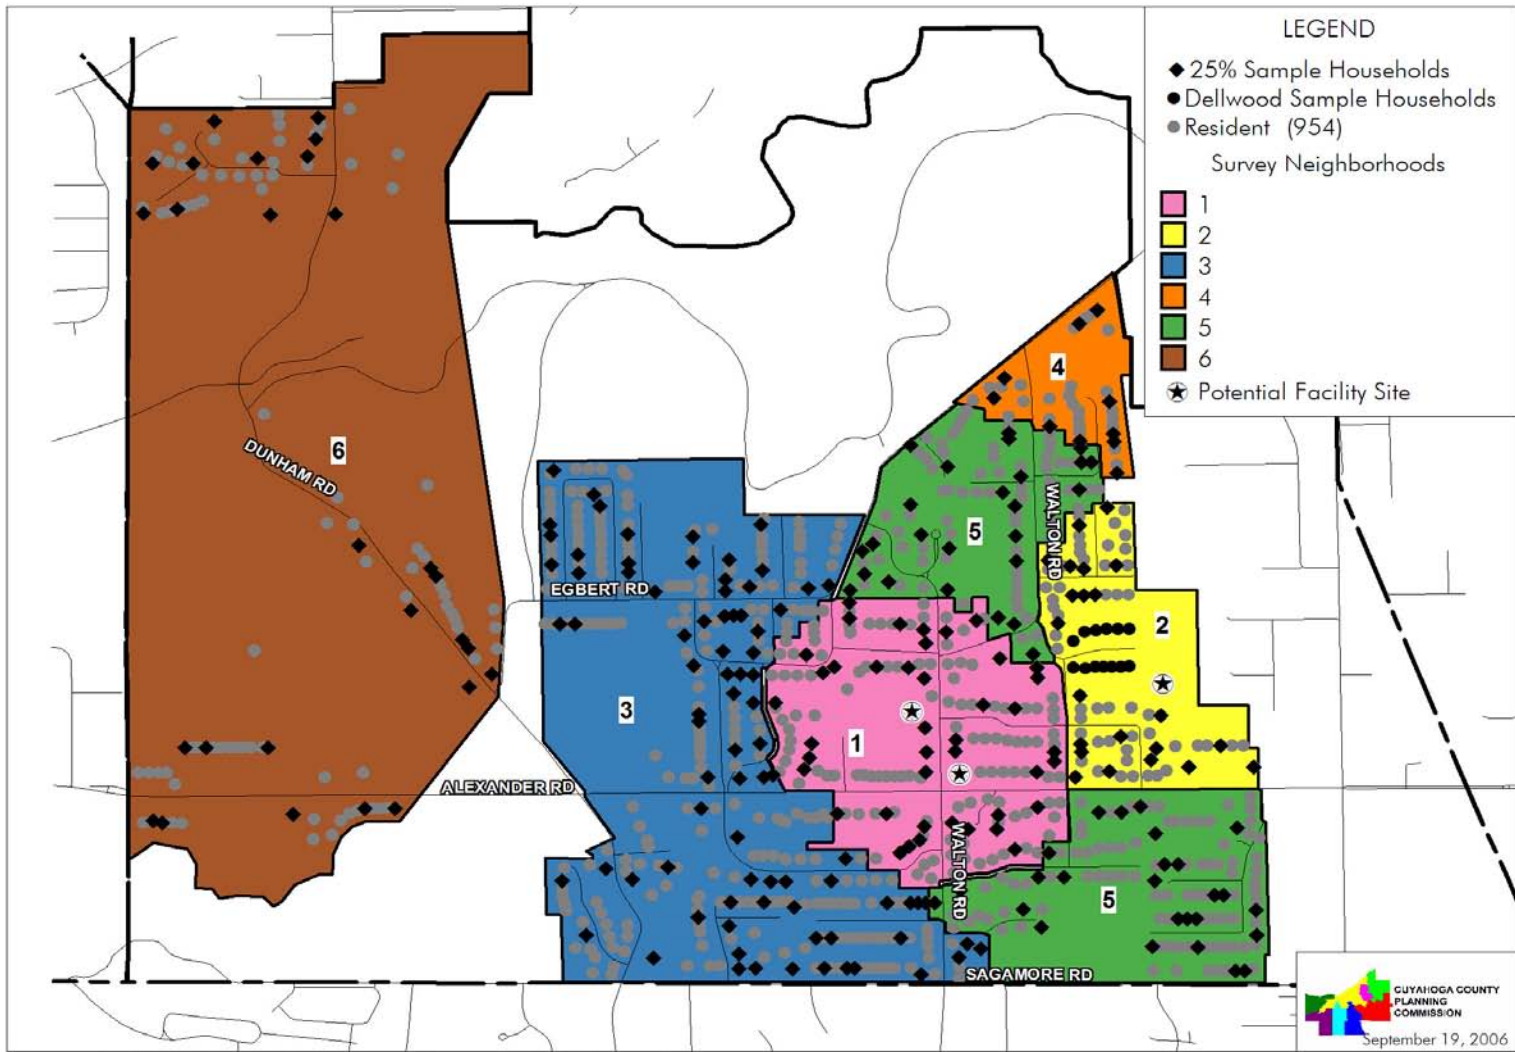 LEGEND
25% Sample Households
Dellwood Sample Households
Resident (954)
Survey Neighborhoods
1
2
3
4
5
6
Potential Facility Site
4
6
DUNHAM RD
WALTON RD
5
EGBERT RD
2
3
1
ALEXANDER RD
WALTON RD
5
SAGAMORE RD
CUYAHOGA COUNTY
PLANNING
COMMISSION
September 19, 2006